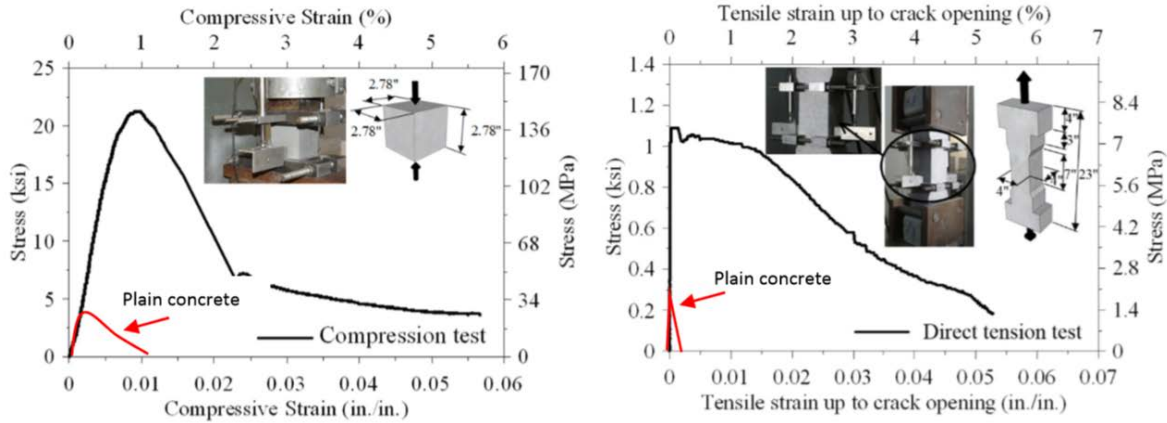 Compressive Strain (%)
0 1 2 3 4 5 6
25
20
15
10
5
0
Stress (ksi)
170
136
102
68
34
0
Stress (MPa)
2.78"
2.78"
2.78"
Plain concrete
Compression test
0 0.01 0.02 0.03 0.04 0.05 0.06
Compressive Strain (in./in.)
Tensile strain up to crack opening (%)
0 1 2 3 4 5 6 7
1.4
1.2
1
0.8
0.6
0.4
0.2
0
Stress (ksi)
8.4
7
5.6
4.2
2.8
1.4
0
Stress (MPa)
4"
3"
7"
23"
4"
Plain concrete
Direct tension test
0 0.01 0.02 0.03 0.04 0.05 0.06 0.07
Tensile strain up to crack opening (in./in.)